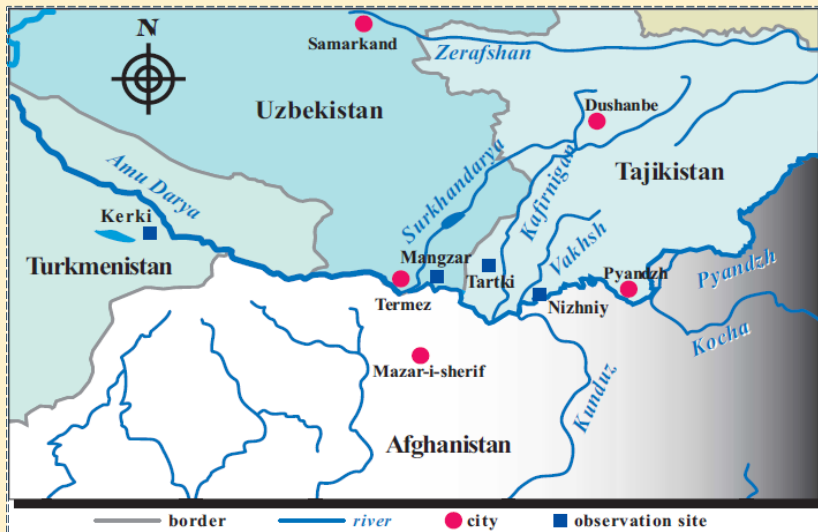 N
Samarkand
Zerafshan
Uzbekistan
Dushanbe
Surkhandarya
Kafirnigan
Tajikistan
Amu Darya
Kerki
Vakhsh
Mangzar
Turkmenistan
Tartki
Pyandzh
Pyandzh
Termez
Nizhniy
Kocha
Mazar-i-sherif
Kunduz
Afghanistan
border river city observation site